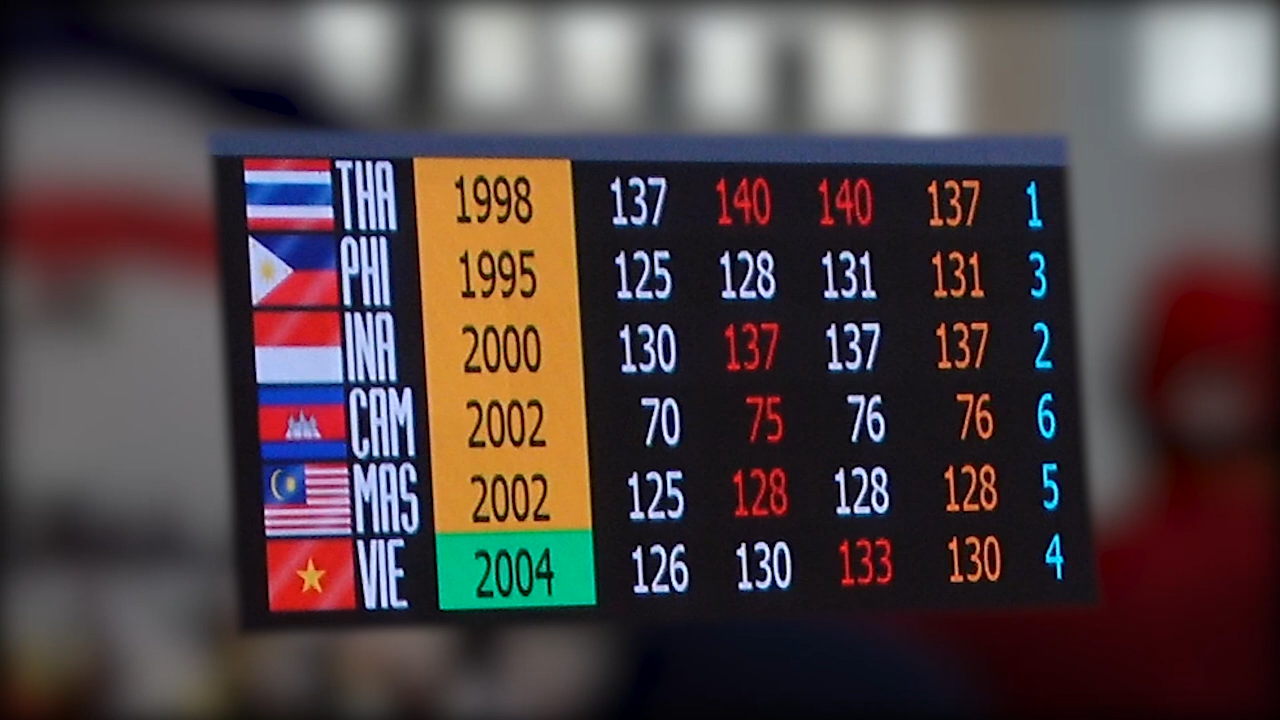 THA 1998 137 140 140 137 1
PHI 1995 125 128 131 131 3
INA 2000 130 137 137 137 2
CAM 2002 70 75 76 76 6
MAS 2002 125 128 128 128 5
VIE 2004 126 130 133 130 4